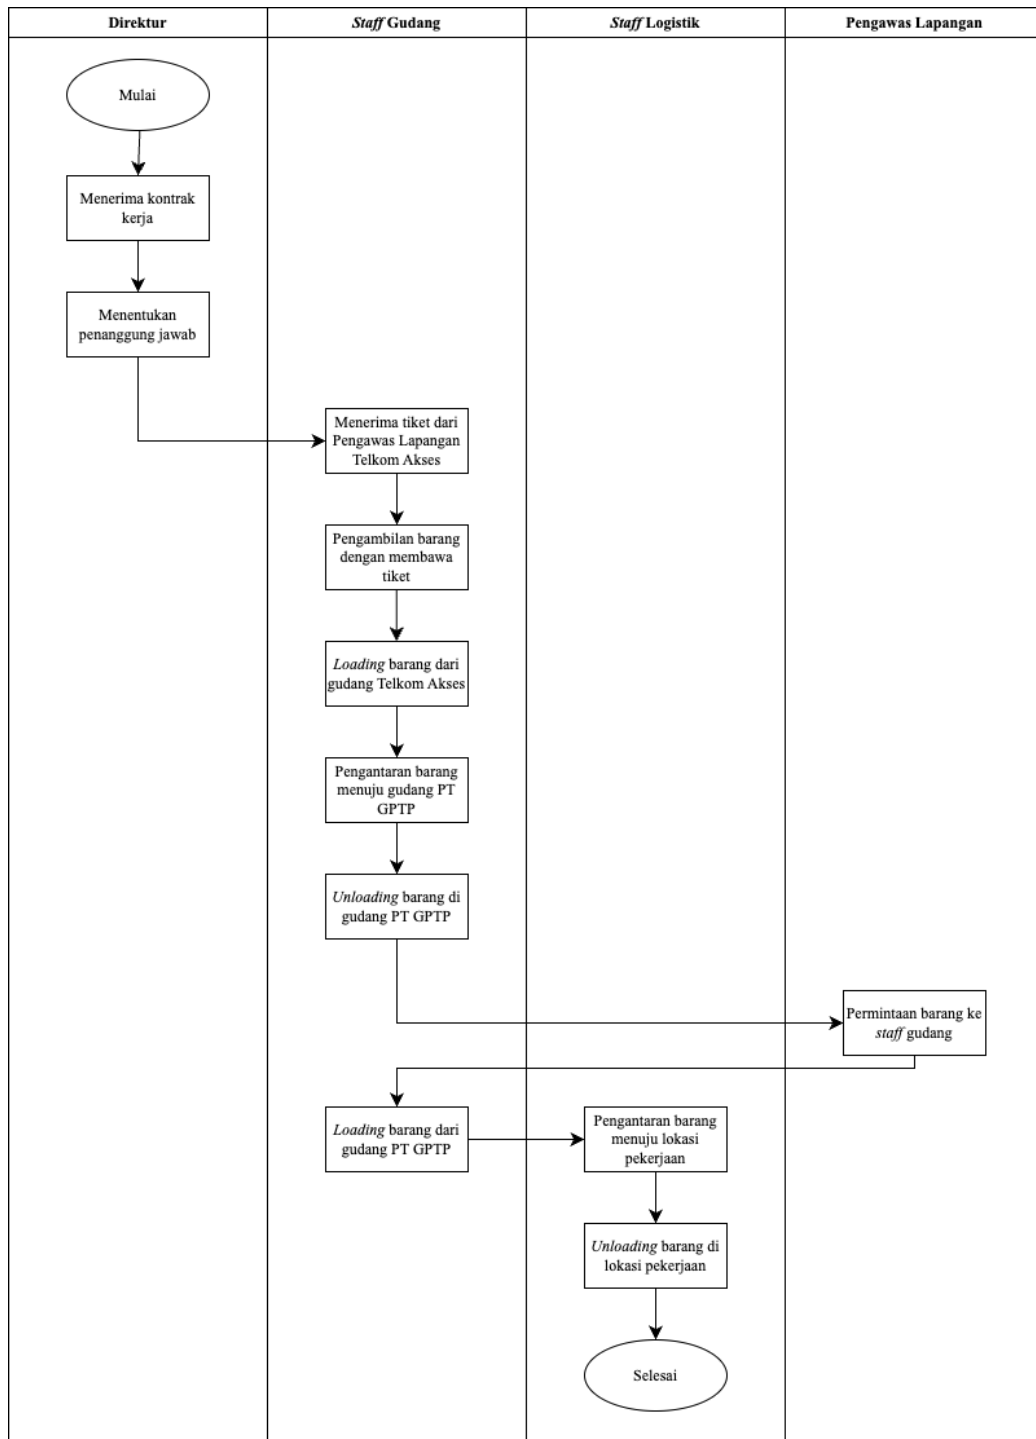 Direktur
Staff Gudang
Staff Logistik
Pengawas Lapangan
Mulai
Menerima kontrak
kerja
Menentukan
penanggung jawab
Menerima tiket dari
Pengawas Lapangan
Telkom Akses
Pengambilan barang
dengan membawa
tiket
Loading barang dari
gudang Telkom Akses
Pengantaran barang
menuju gudang PT
GPTP
Unloading barang di
gudang PT GPTP
Permintaan barang ke
staff gudang
Loading barang dari
gudang PT GPTP
Pengantaran barang
menuju lokasi
pekerjaan
Unloading barang di
lokasi pekerjaan
Selesai